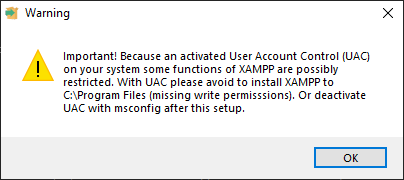 Warning
Important! Because an activated User Account Control (UAC)
on your system some functions of XAMPP are possibly
restricted. With UAC please avoid to install XAMPP to
C:\Program Files (missing write permisssions). Or deactivate
UAC with msconfig after this setup.
OK